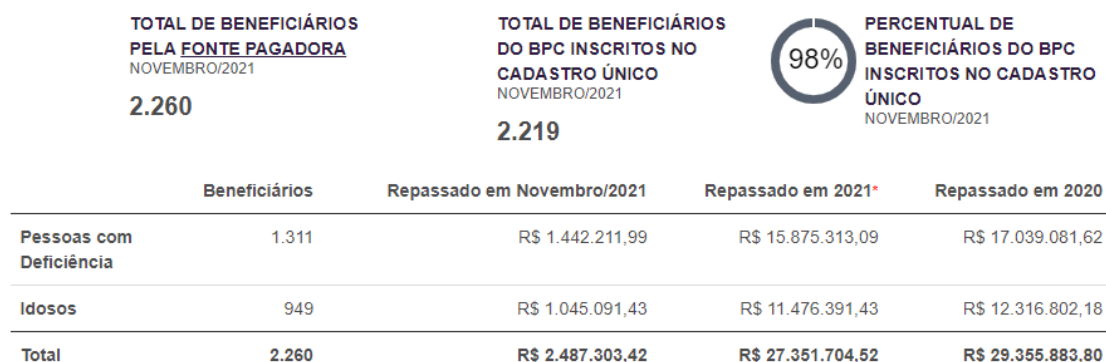 TOTAL DE BENEFICIÁRIOS
PELA FONTE PAGADORA
NOVEMBRO/2021
2.260
TOTAL DE BENEFICIÁRIOS
DO BPC INSCRITOS NO
CADASTRO ÚNICO
NOVEMBRO/2021
2.219
98%
PERCENTUAL DE
BENEFICIÁRIOS DO BPC
INSCRITOS NO CADASTRO
ÚNICO
NOVEMBRO/2021
Beneficiários Repassado em Novembro/2021 Repassado em 2021* Repassado em 2020
Pessoas com 1.311 R$ 1.442.211,99 R$ 15.875.313,09 R$ 17.039.081,62
Deficiência
Idosos 949 R$ 1.045.091,43 R$ 11.476.391,43 R$ 12.316.802,18
Total 2.260 R$ 2.487.303,42 R$ 27.351.704,52 R$ 29.355.883,80